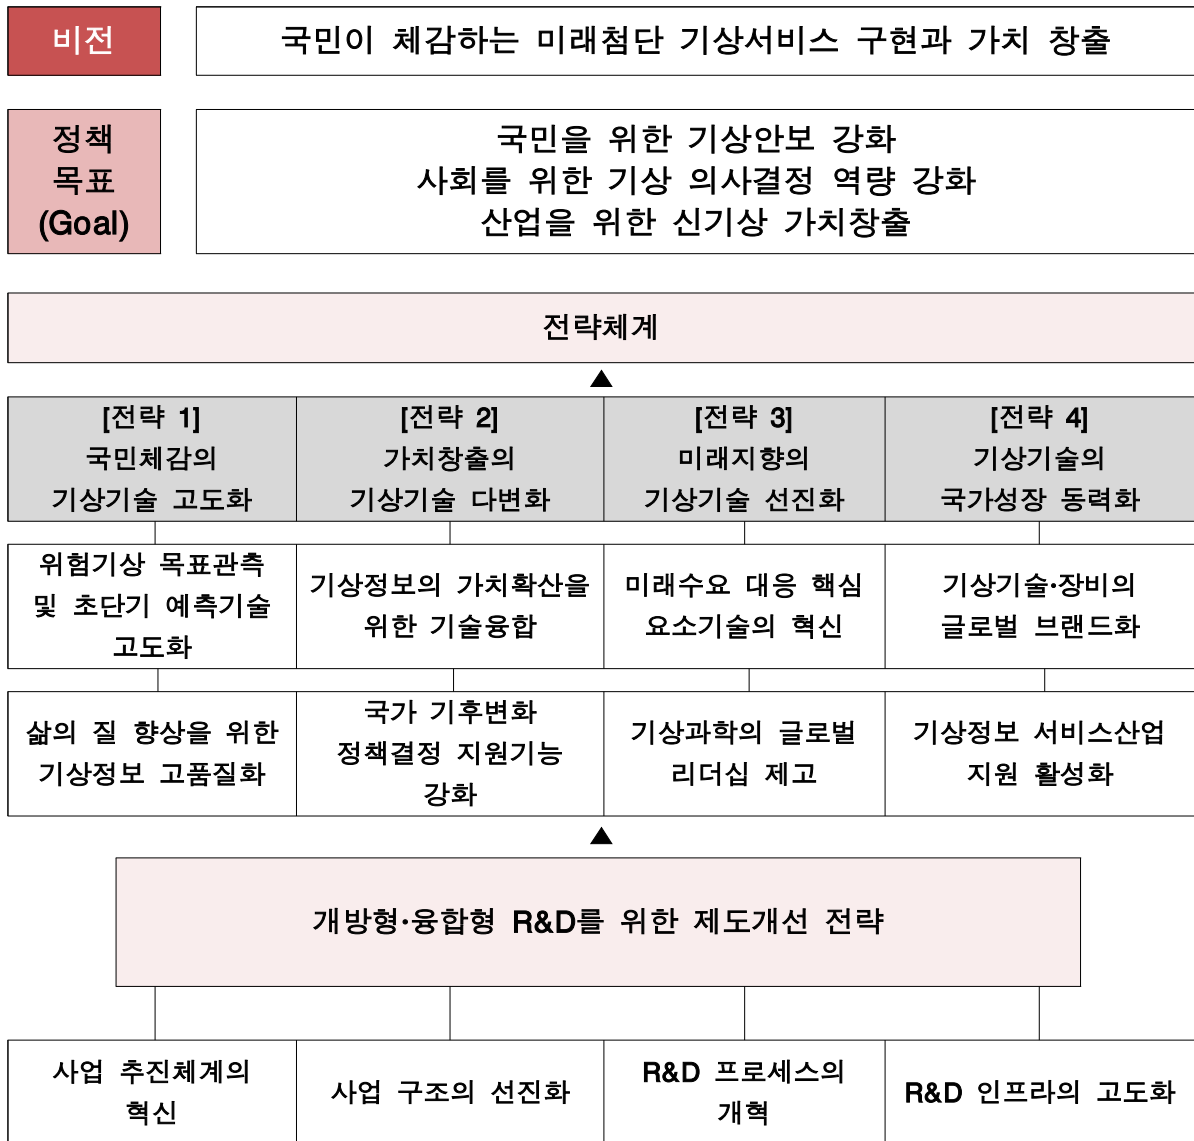 비전
국민이 체감하는 미래첨단 기상서비스 구현과 가치 창출
정책
목표
(Goal)
국민을 위한 기상안보 강화
사회를 위한 기상 의사결정 역량 강화
산업을 위한 신기상 가치창출
전략체계
▲
[전략 1]
국민체감의
기상기술 고도화
[전략 2]
가치창출의
기상기술 다변화
[전략 3]
미래지향의
기상기술 선진화
[전략 4]
기상기술의
국가성장 동력화
위험기상 목표관측
및 초단기 예측기술
고도화
기상정보의 가치확산을
위한 기술융합
미래수요 대응 핵심
요소기술의 혁신
기상기술·장비의
글로벌 브랜드화
삶의 질 향상을 위한
기상정보 고품질화
국가 기후변화
정책결정 지원기능
강화
기상과학의 글로벌
리더십 제고
기상정보 서비스산업
지원 활성화
▲
개방형·융합형 R&D를 위한 제도개선 전략
사업 추진체계의
혁신
사업 구조의 선진화
R&D 프로세스의
개혁
R&D 인프라의 고도화